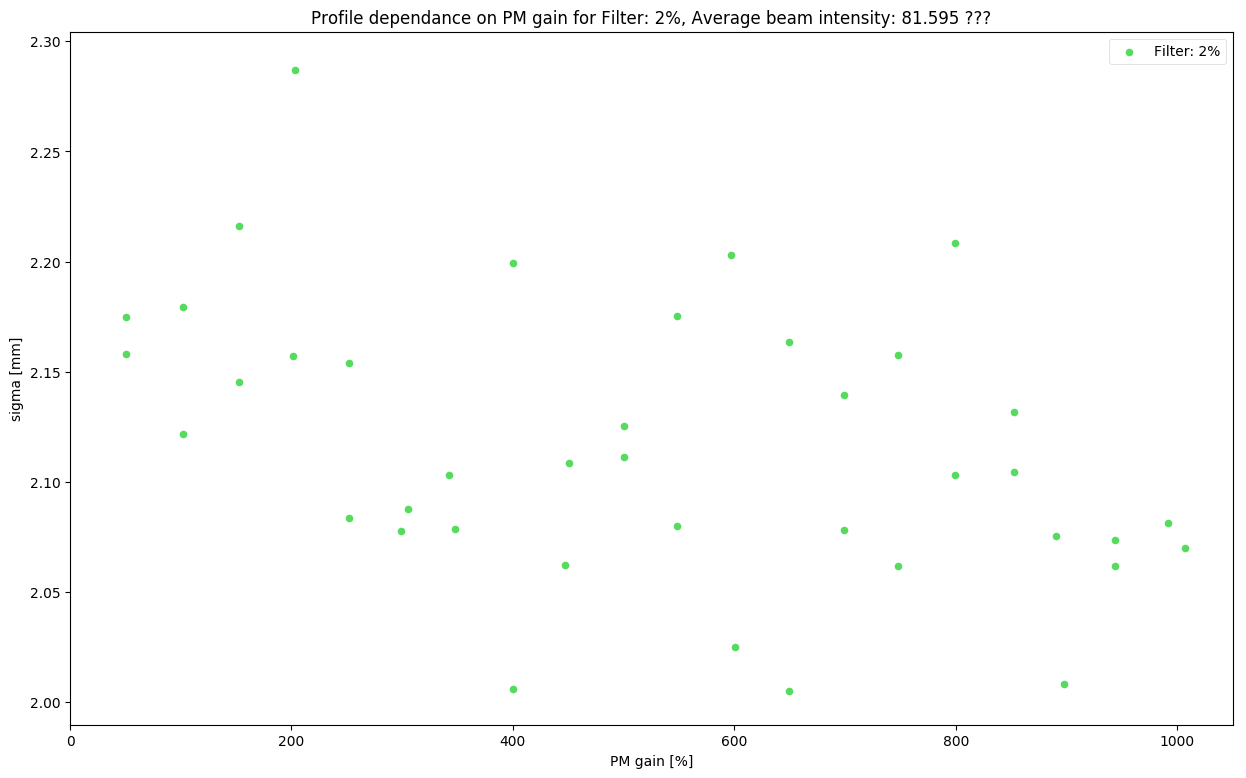 Profile dependance on PM gain for Filter: 2%, Average beam intensity: 81.595 ???
Filter: 2%
2.30
2.25
2.20
2.15
2.10
2.05
2.00
sigma [mm]
0 200 400 600 800 1000
PM gain [%]